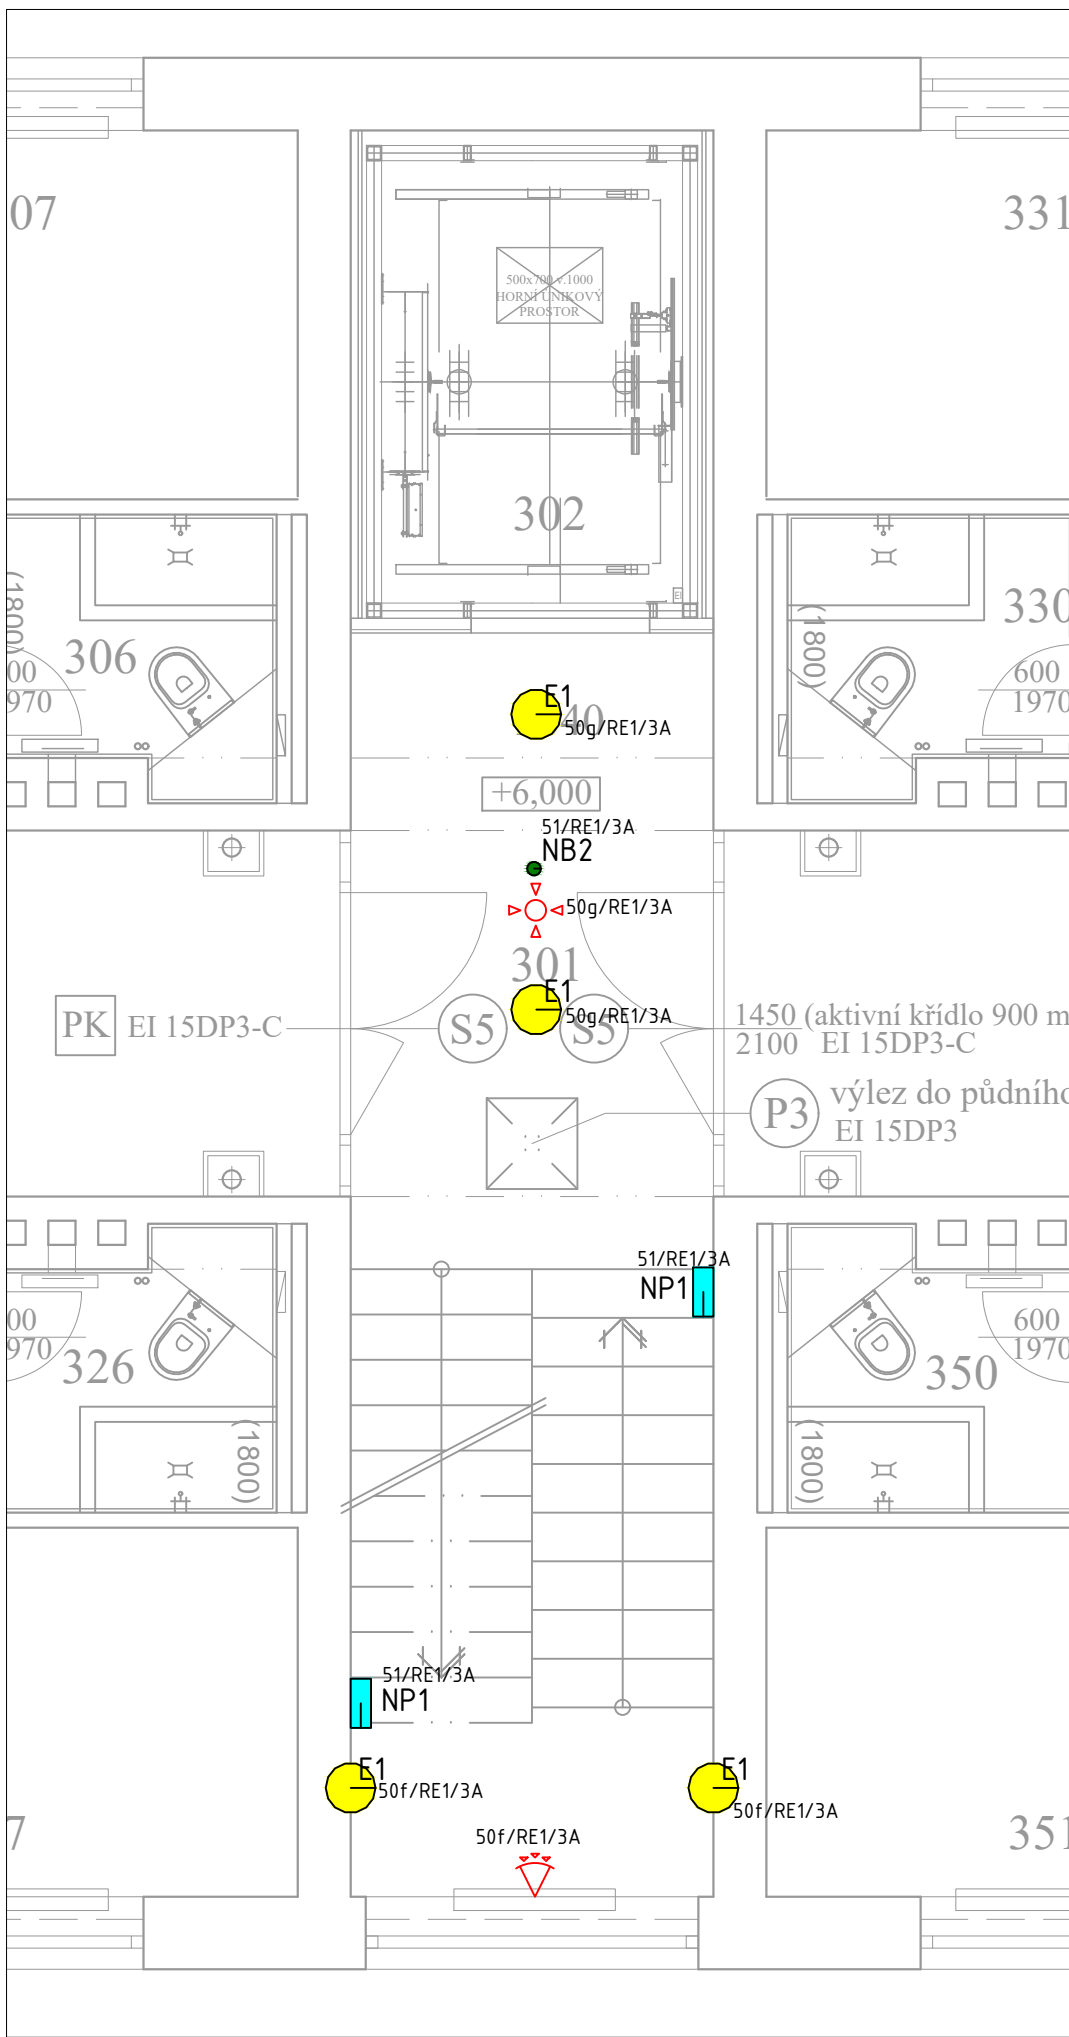 07
331
500x700 v.1000
HORNÍ ÚNIKOVÝ
PROSTOR
302
EI
(1800)
306
00
970
(1800)
330
600
1970
E1
40
50g/RE1/3A
+6,000
51/RE1/3A
NB2
50g/RE1/3A
301
E1
50g/RE1/3A
PK EI 15DP3-C
S5
S5
1450 (aktivní křídlo 900 m
2100 EI 15DP3-C
P3 výlez do půdního
EI 15DP3
51/RE1/3A
NP1
00
970
326
600
1970
350
(1800)
(1800)
51/RE1/3A
NP1
E1
50f/RE1/3A
E1
50f/RE1/3A
7
50f/RE1/3A
351